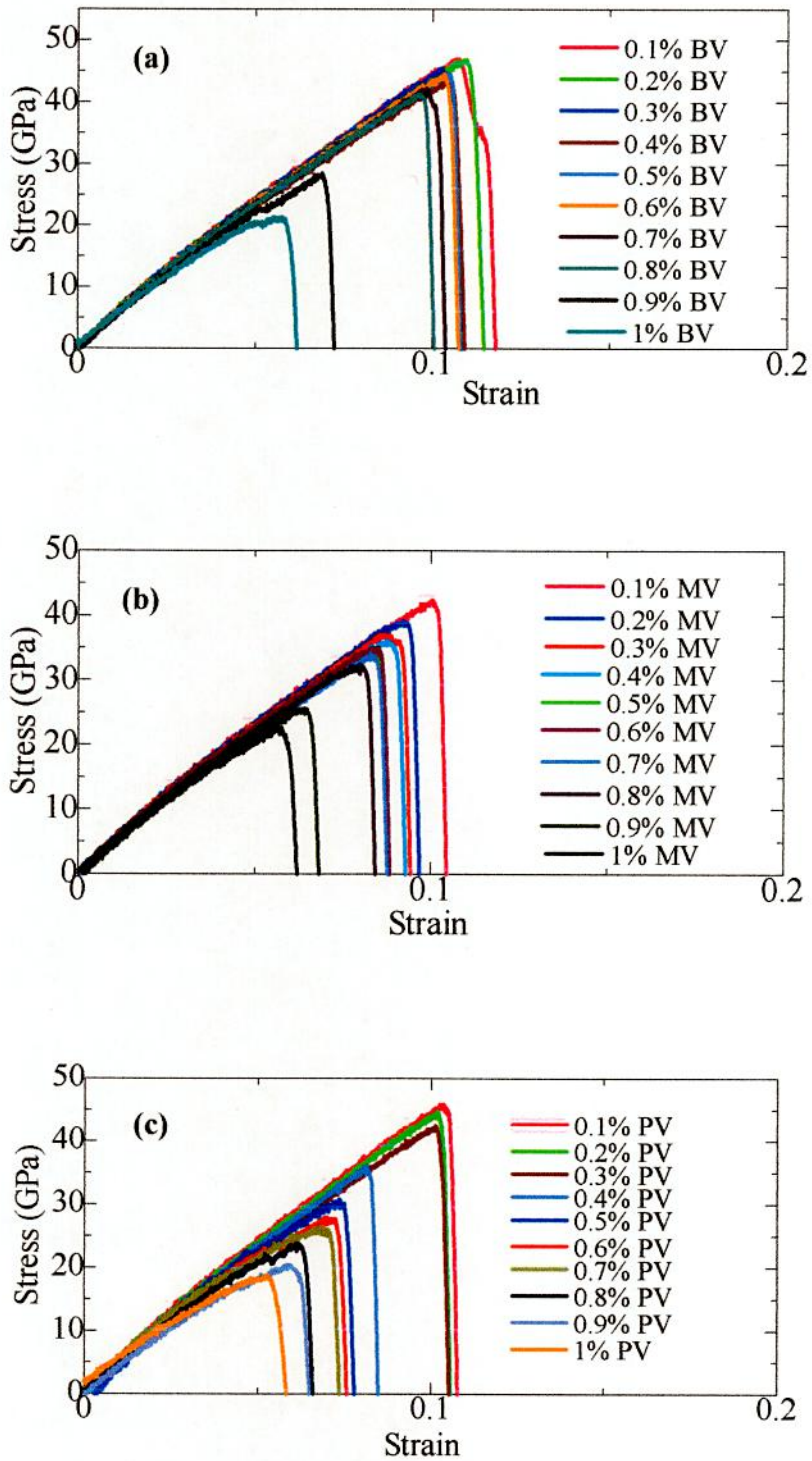 50
(a)
0.1% BV
0.2% BV
40
0.3% BV
0.4% BV
30
0.5% BV
0.6% BV
20
0.7% BV
0.8% BV
10
0.9% BV
1% BV
0
0
0.1
0.2
Stress (GPa)
Strain
50
(b)
0.1% MV
40
0.2% MV
0.3% MV
30
0.4% MV
0.5% MV
0.6% MV
20
0.7% MV
0.8% MV
10
0.9% MV
1% MV
0
0
0.1
0.2
Stress (GPa)
Strain
50
(c)
0.1% PV
40
0.2% PV
0.3% PV
30
0.4% PV
0.5% PV
0.6% PV
20
0.7% PV
0.8% PV
10
0.9% PV
1% PV
0
0
0.1
0.2
Stress (GPa)
Strain